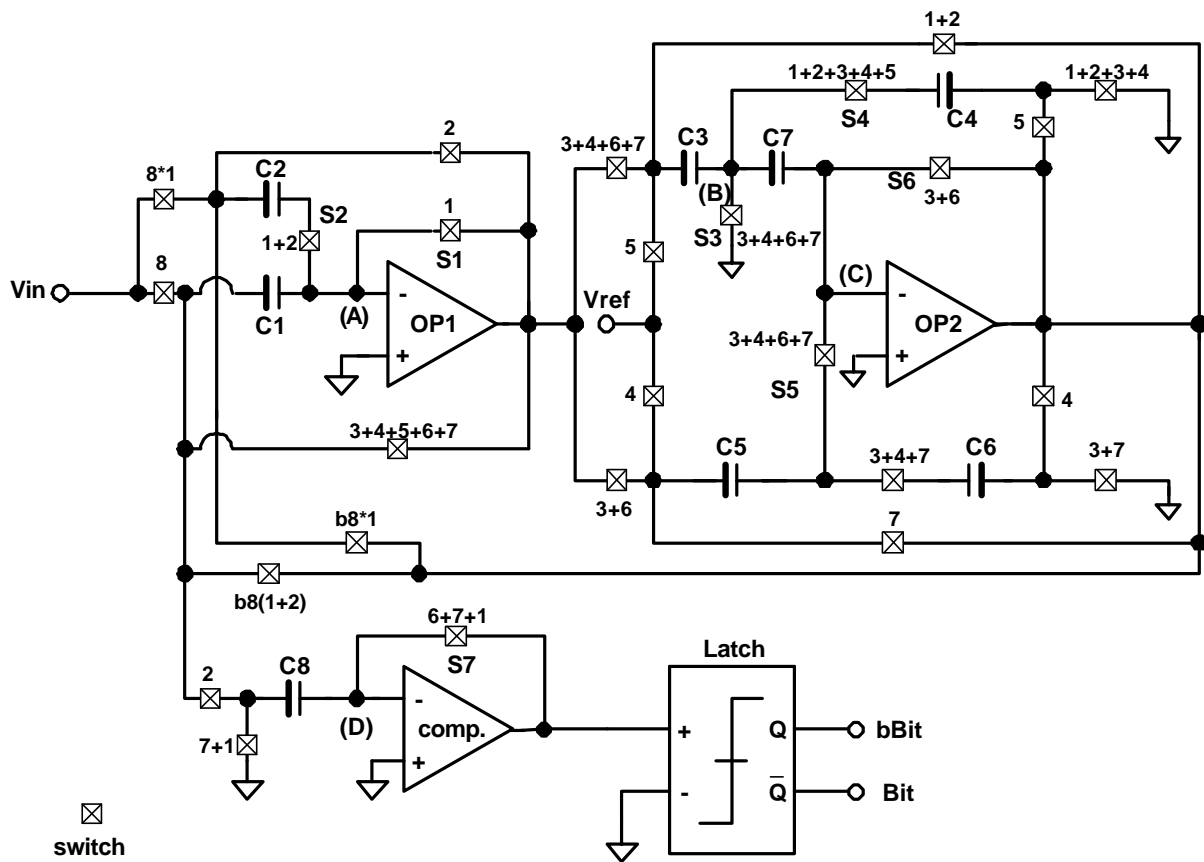 1+2
1+2+3+4+5
1+2+3+4
S4
C4
2
3+4+6+7
C3
C7
5
8*1
C2
S6
3+6
(B)
S2
1
S3
3+4+6+7
1+2
S1
5
8
(C)
Vin
-
-
Vref
C1
(A)
OP1
OP2
+
3+4+6+7
+
S5
4
4
3+4+5+6+7
C5
C6
3+4+7
3+7
3+6
b8*1
7
b8(1+2)
6+7+1
Latch
C8
S7
2
-
(D)
comp.
+
Q
bBit
7+1
+
-
Q
Bit
switch